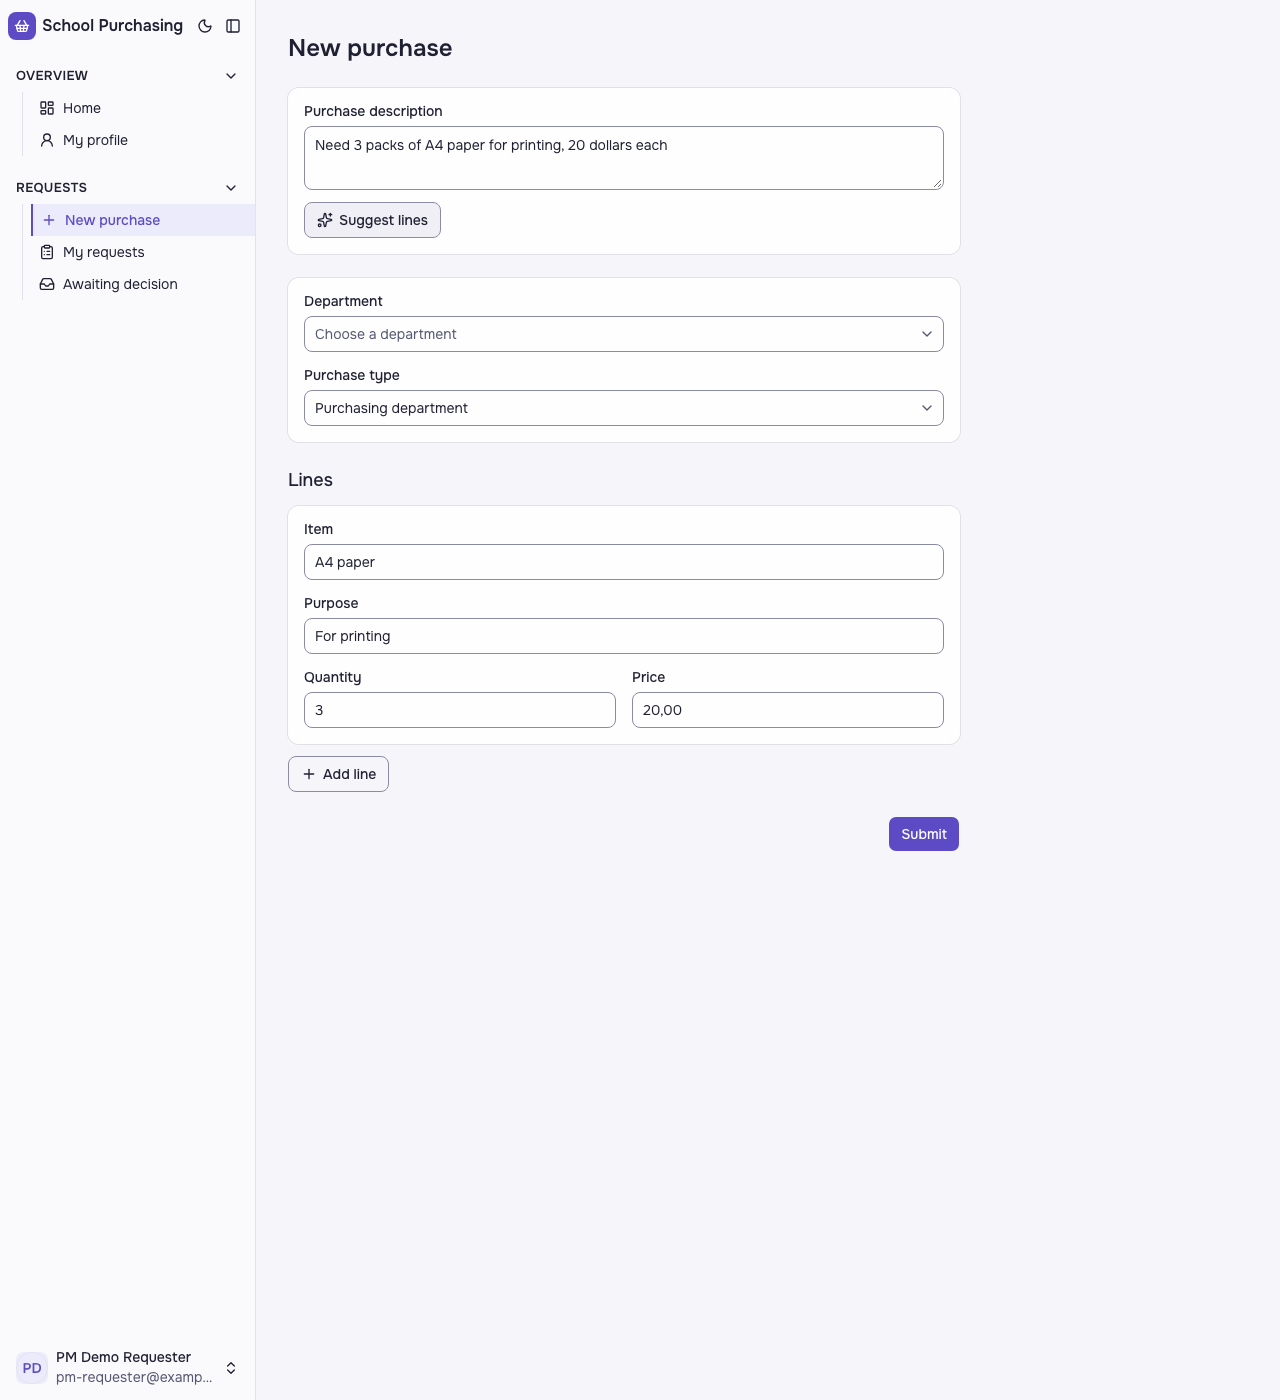 School Purchasing
OVERVIEW
Home
My profile
REQUESTS
New purchase
My requests
Awaiting decision
PD
PM Demo Requester
pm-requester@examp...
New purchase
Purchase description
Need 3 packs of A4 paper for printing, 20 dollars each
Suggest lines
Department
Choose a department
Purchase type
Purchasing department
Lines
Item
A4 paper
Purpose
For printing
Quantity
Price
3
20,00
Add line
Submit